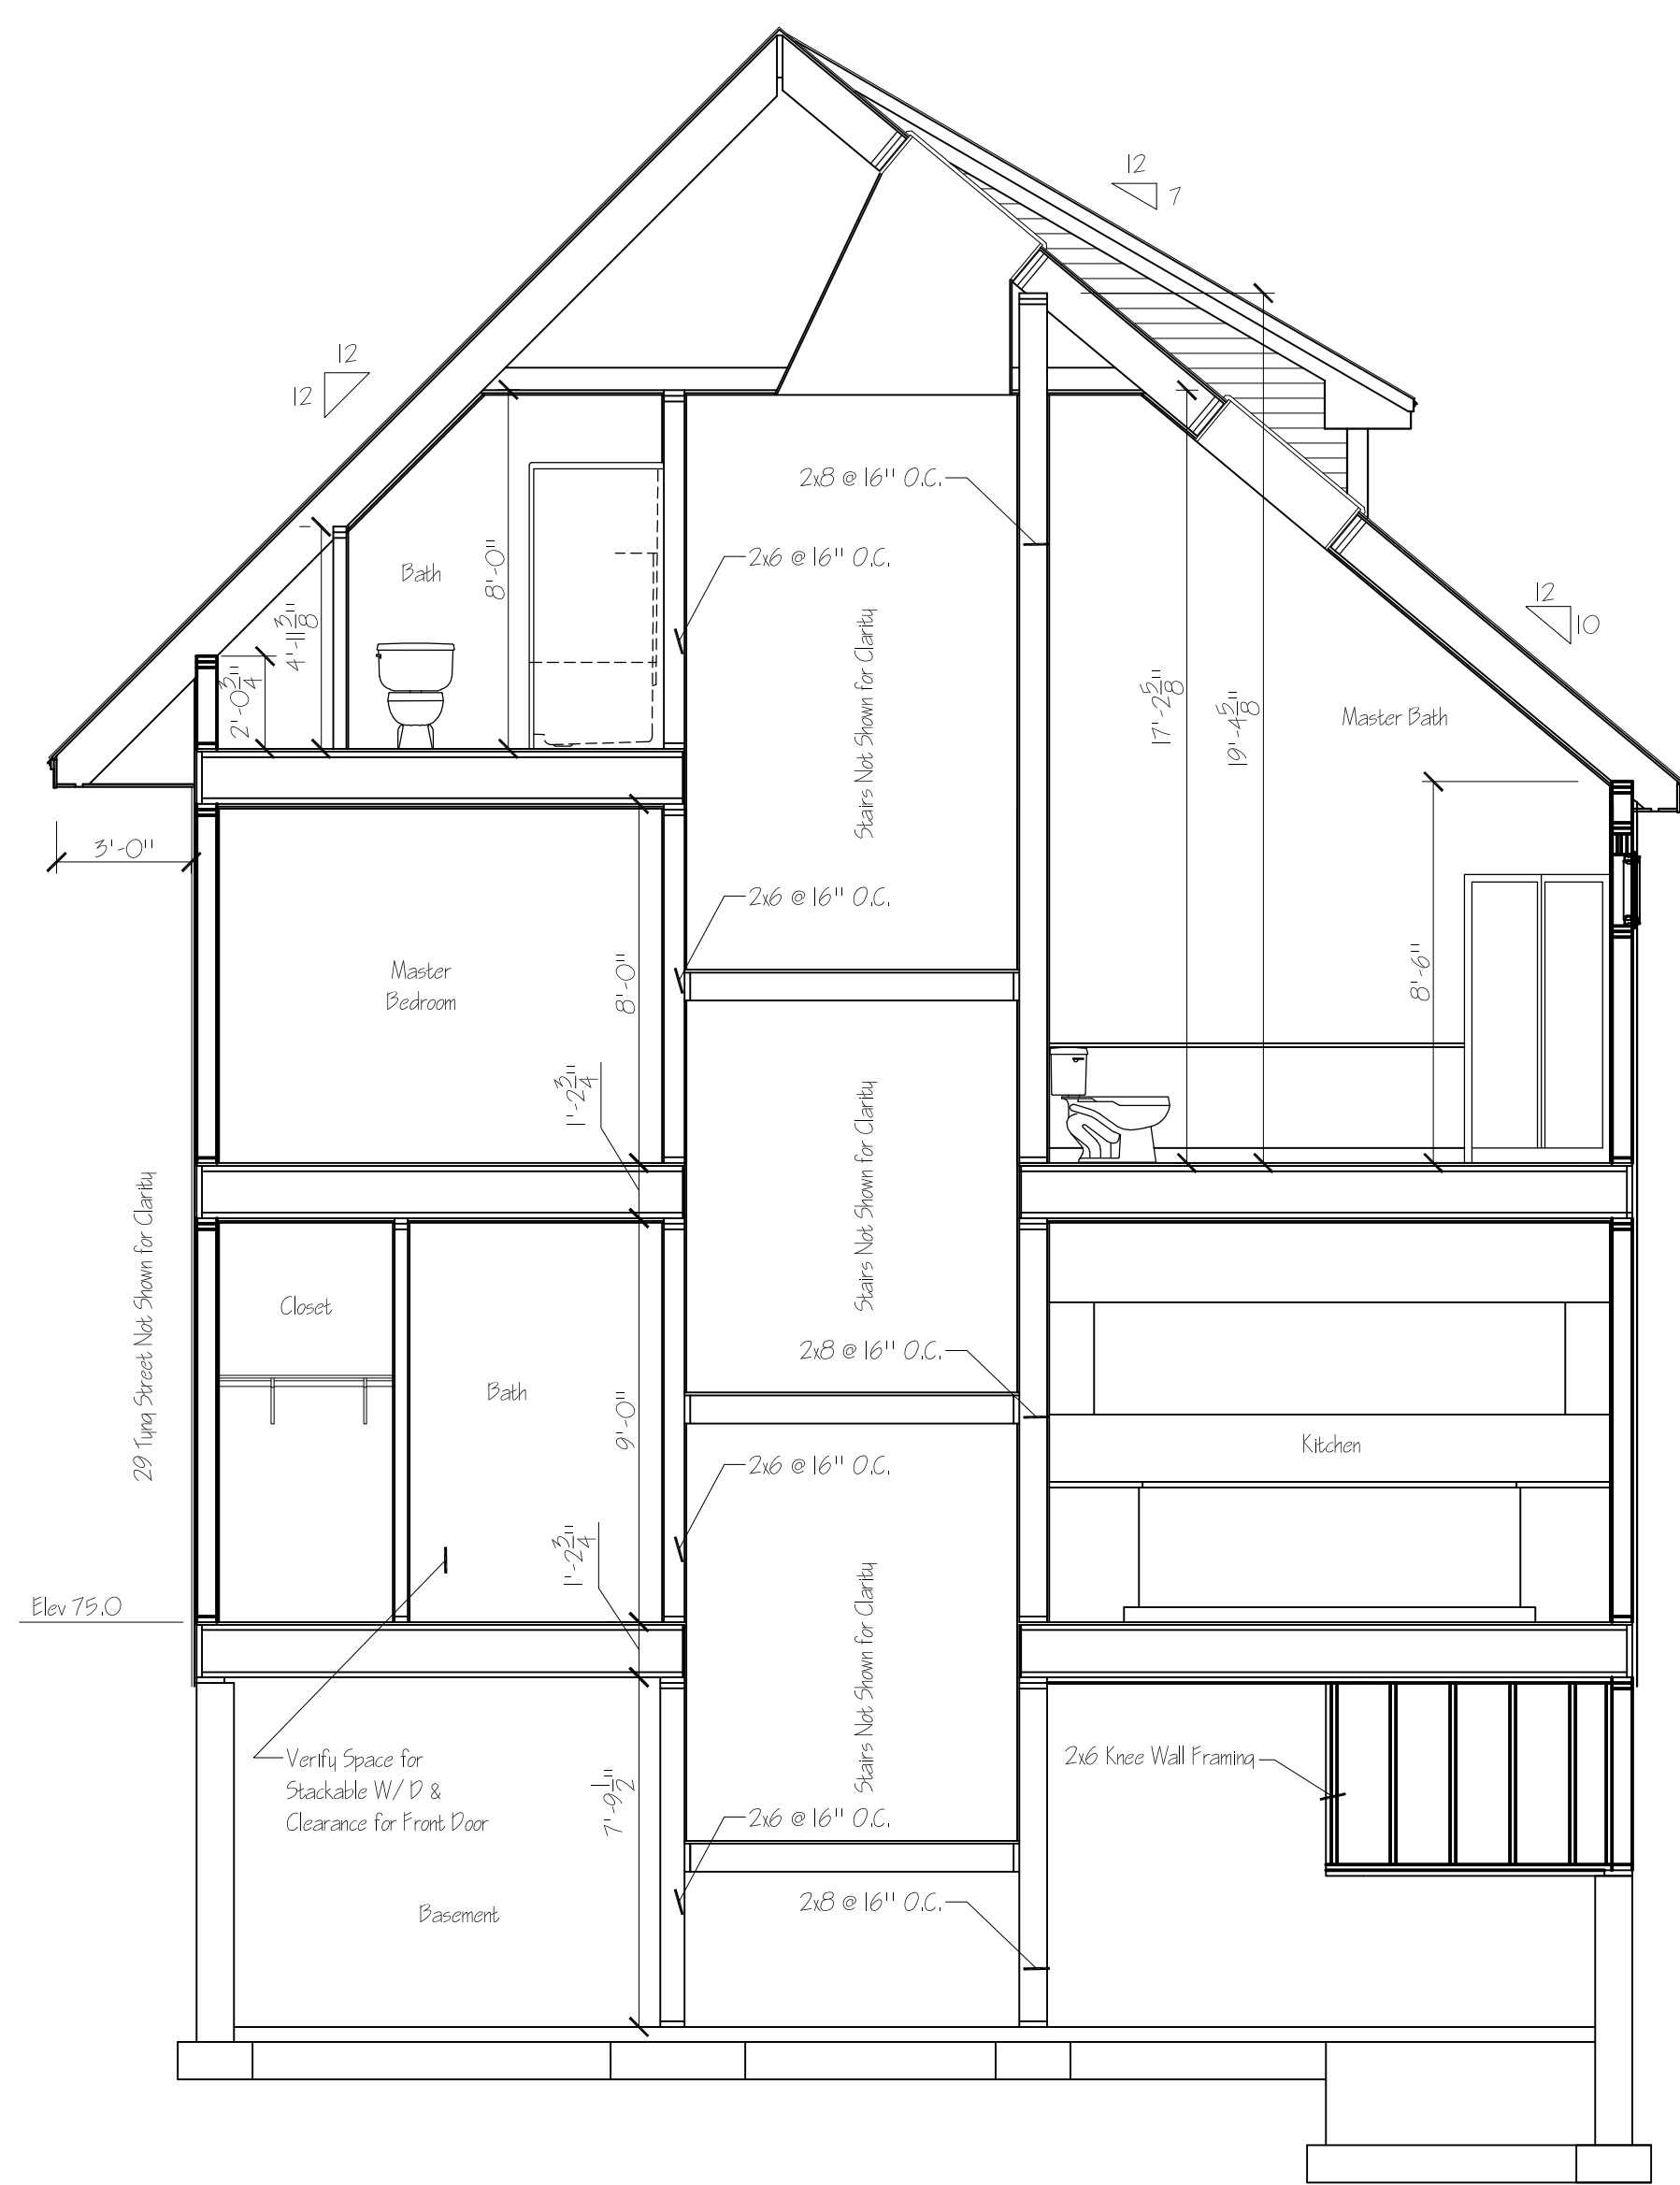 12
7
12
12
2x8 @ 16" O.C.
2x6 @ 16" O.C.
Bath
8'-0"
12
10
4'-11 3/8"
2'-0 3/4"
Stairs Not Shown for Clarity
17'-2 5/8"
19'-4 5/8"
Master Bath
3'-0"
2x6 @ 16" O.C.
Master
Bedroom
8'-0"
8'-6"
1'-2 3/4"
Stairs Not Shown for Clarity
29 Tyng Street Not Shown for Clarity
Closet
2x8 @ 16" O.C.
Bath
9'-0"
Kitchen
2x6 @ 16" O.C.
1'-2 3/4"
Elev 75.0
Stairs Not Shown for Clarity
Verify Space for
Stackable W/D &
Clearance for Front Door
7'-9 1/2"
2x6 Knee Wall Framing
2x6 @ 16" O.C.
2x8 @ 16" O.C.
Basement